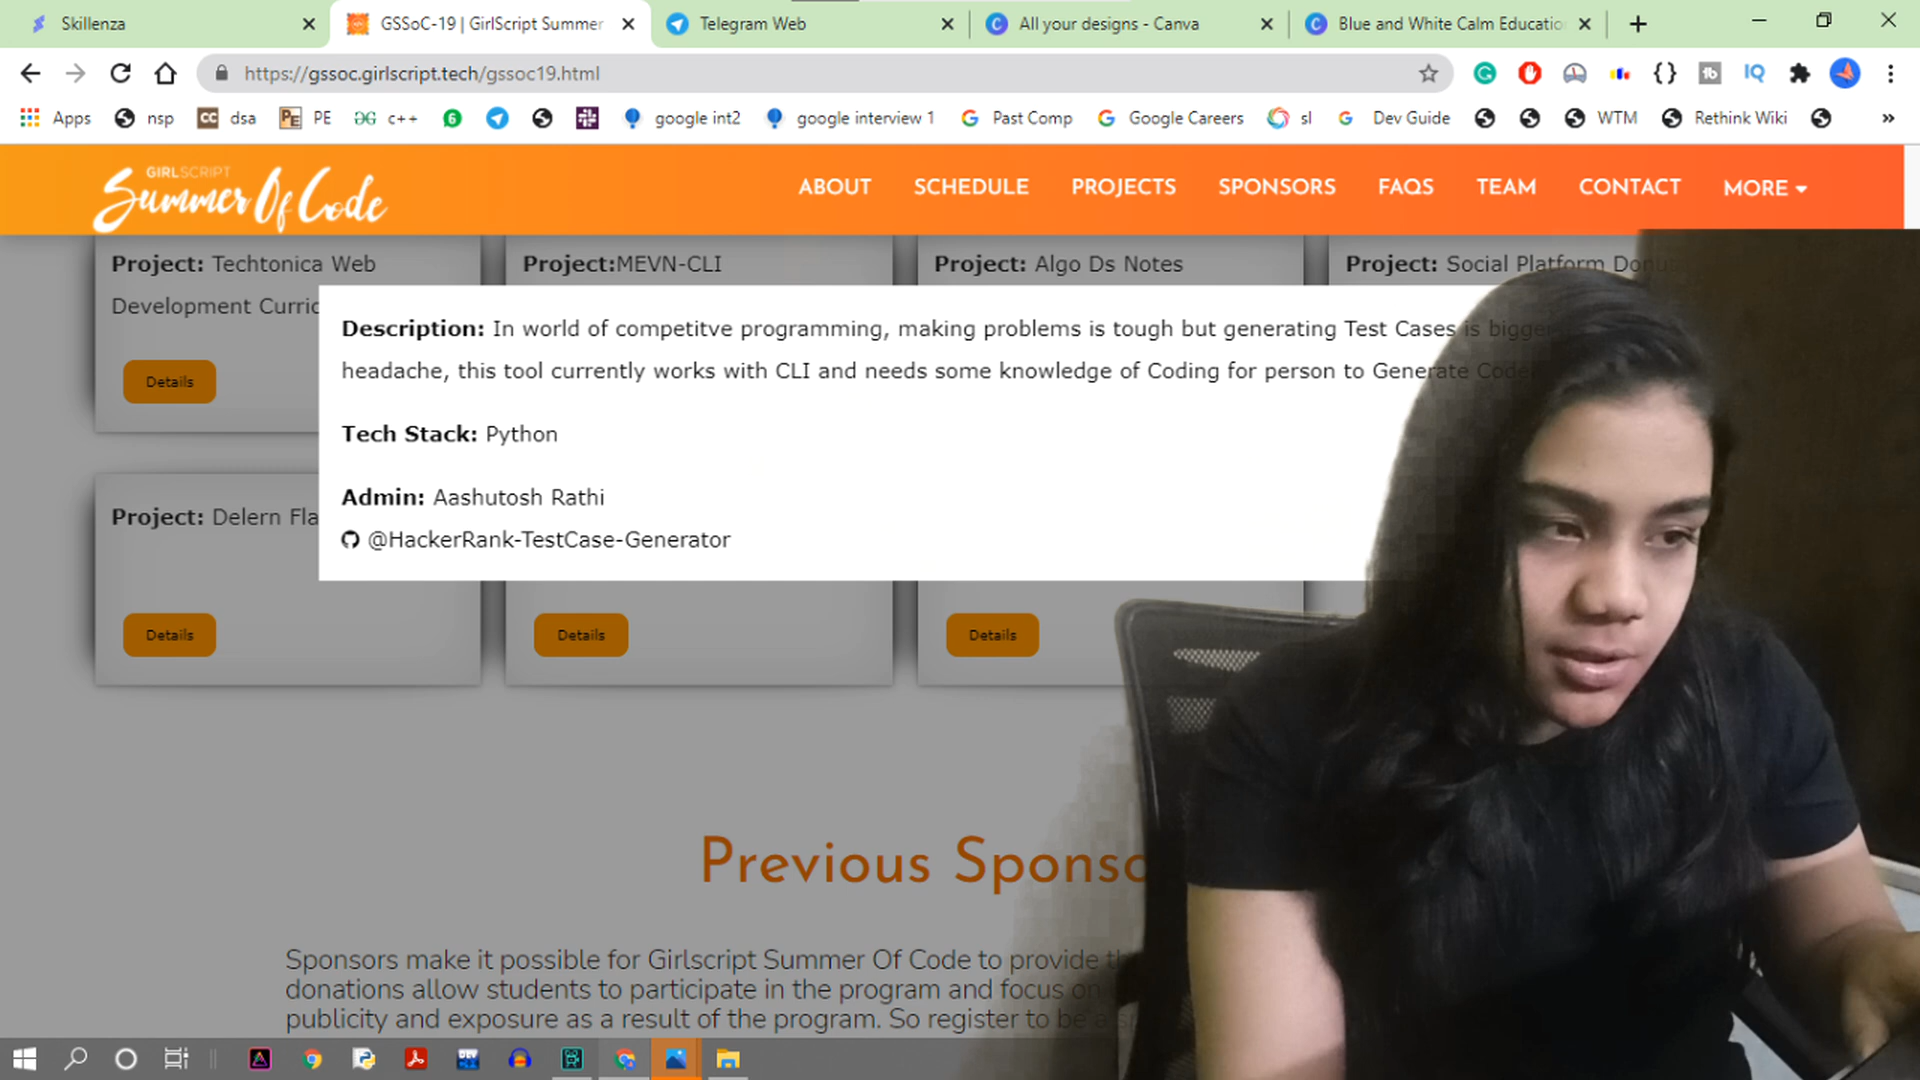 Skillenza
GSSoC-19 | GirlScript Summer
Telegram Web
All your designs - Canva
Blue and White Calm Educatio
https://gssoc.girlscript.tech/gssoc19.html
Apps nsp dsa PE c++ google int2 google interview 1 Past Comp Google Careers sl Dev Guide WTM Rethink Wiki »
GIRLSCRIPT
Summer Of Code
ABOUT SCHEDULE PROJECTS SPONSORS FAQS TEAM CONTACT MORE
Project: Techtonica Web
Development Curric
Details
Project:MEVN-CLI
Project: Algo Ds Notes
Project: Social Platform Don
Description: In world of competitve programming, making problems is tough but generating Test Cases is bigger
headache, this tool currently works with CLI and needs some knowledge of Coding for person to Generate Code
Tech Stack: Python
Admin: Aashutosh Rathi
@HackerRank-TestCase-Generator
Project: Delern Fla
Details
Details
Details
Previous Sponso
Sponsors make it possible for Girlscript Summer Of Code to provide th
donations allow students to participate in the program and focus on
publicity and exposure as a result of the program. So register to be a